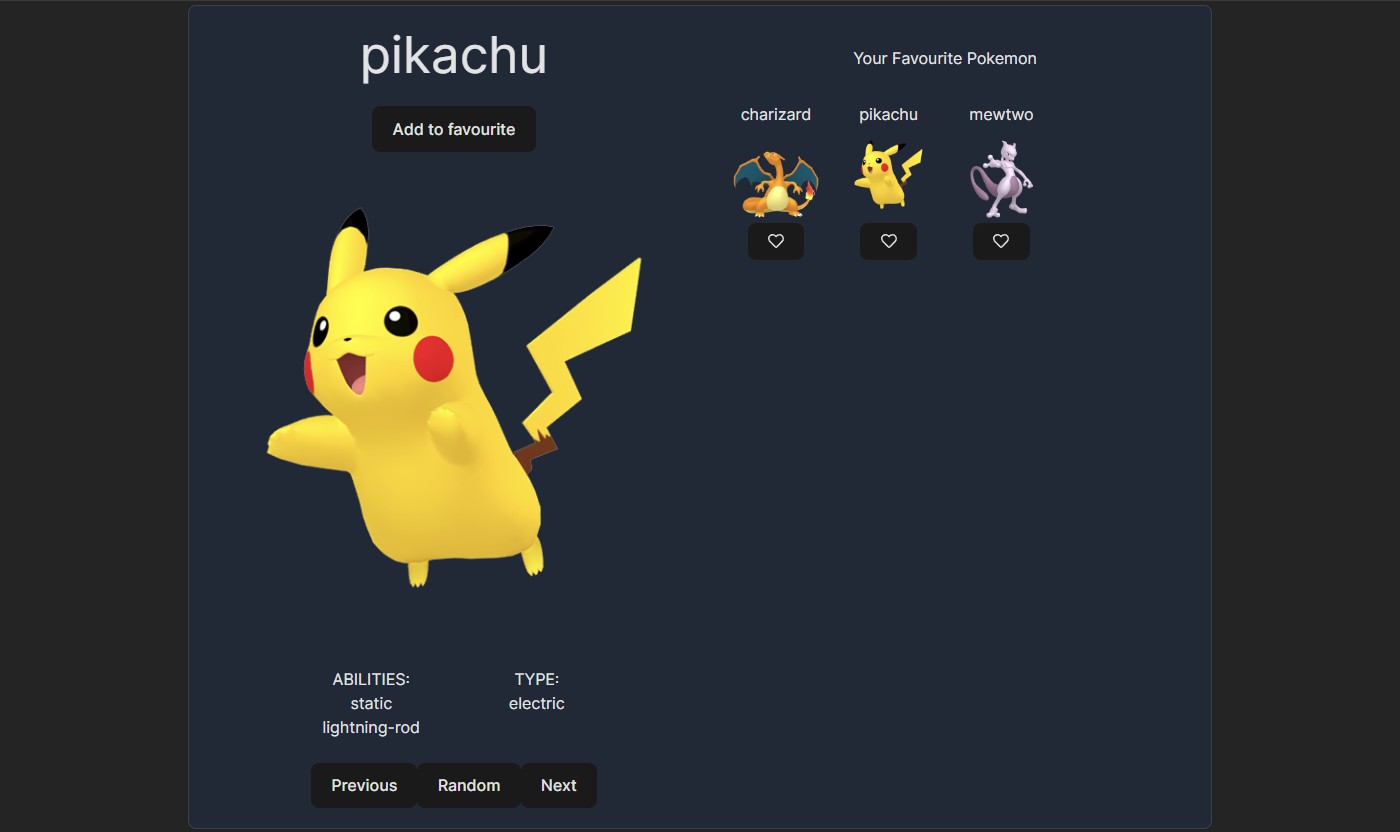 pikachu
Add to favourite
ABILITIES:
static
lightning-rod
TYPE:
electric
Previous Random Next
Your Favourite Pokemon
charizard pikachu mewtwo